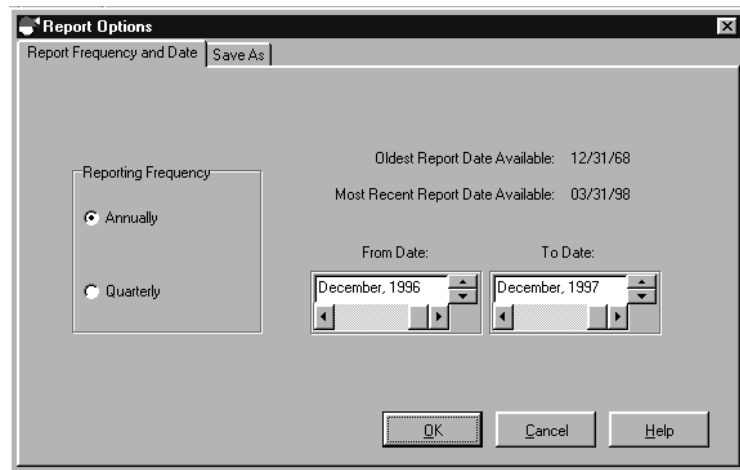 Report Options
Report Frequency and Date Save As
Oldest Report Date Available: 12/31/68
Reporting Frequency
Most Recent Report Date Available: 03/31/98
Annually
From Date: To Date:
December, 1996 December, 1997
Quarterly
OK Cancel Help